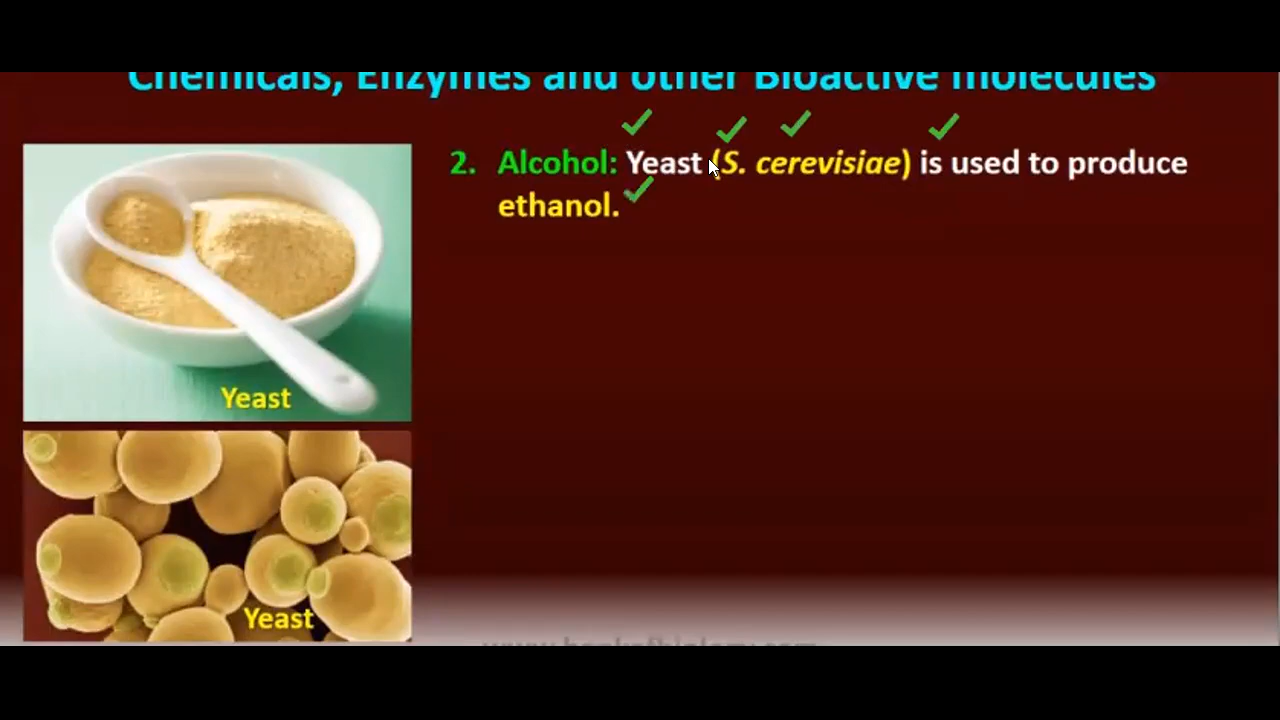 Chemicals, Enzymes and other Bioactive molecules
2. Alcohol: Yeast (S. cerevisiae) is used to produce
ethanol.
Yeast
Yeast